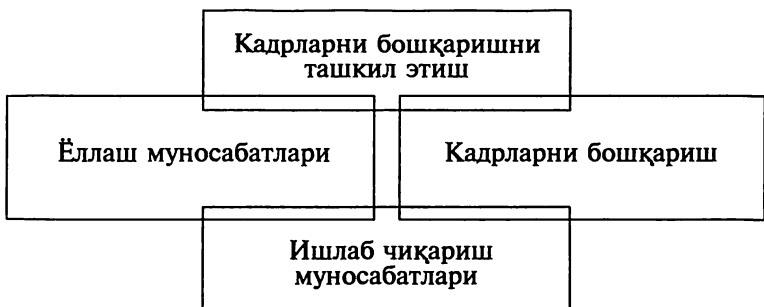 Кадрларни бошқаришни
ташкил этиш
Ёллаш муносабатлари
Кадрларни бошқариш
Ишлаб чиқариш
муносабатлари